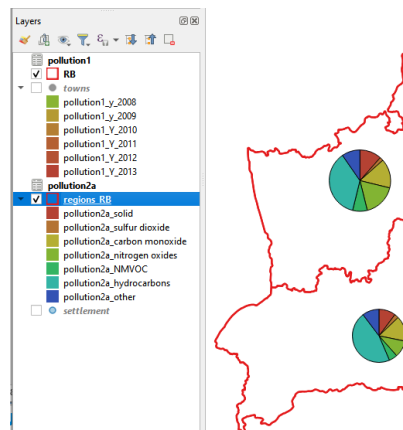 Layers
pollution1
RB
towns
pollution1_y_2008
pollution1_y_2009
pollution1_Y_2010
pollution1_Y_2011
pollution1_Y_2012
pollution1_Y_2013
pollution2a
regions_RB
pollution2a_solid
pollution2a_sulfur dioxide
pollution2a_carbon monoxide
pollution2a_nitrogen oxides
pollution2a_NMVOC
pollution2a_hydrocarbons
pollution2a_other
settlement